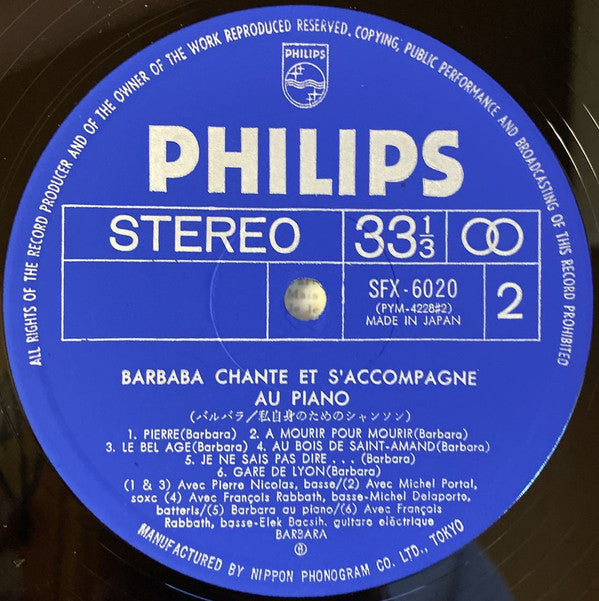 ALL RIGHTS OF THE RECORD PRODUCER AND OF THE OWNER OF THE WORK REPRODUCED RESERVED. COPYING, PUBLIC PERFORMANCE AND BROADCASTING OF THIS RECORD PROHIBITED
PHILIPS
PHILIPS
STEREO 33 1/3
SFX-6020 2
(PYM-4228#2)
MADE IN JAPAN
BARBABA CHANTE ET S'ACCOMPAGNE
AU PIANO
(バルバラ/私自身のためのシャンソン)
1. PIERRE(Barbara) 2. A MOURIR POUR MOURIR(Barbara)
3. LE BEL AGE(Barbara) 4. AU BOIS DE SAINT-AMAND(Barbara)
5. JE NE SAIS PAS DIRE . . . (Barbara)
6. GARE DE LYON(Barbara)
(1 & 3) Avec Pierre Nicolas, basse/(2) Avec Michel Portal,
soxc (4) Avec François Rabbath, basse-Michel Delaporto,
batteris/(5) Barbara au piano/(6) Avec François
Rabbath, basse-Elek Bacsih, guitare elėctrique
BARBARA
Ⓡ
MANUFACTURED BY NIPPON PHONOGRAM CO. LTD., TOKYO